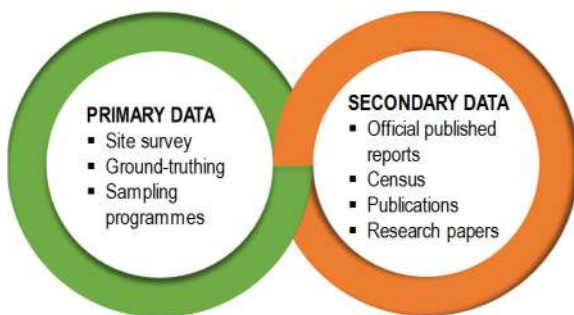 PRIMARY DATA
▪ Site survey
▪ Ground-truthing
▪ Sampling
programmes
SECONDARY DATA
▪ Official published
reports
▪ Census
▪ Publications
▪ Research papers